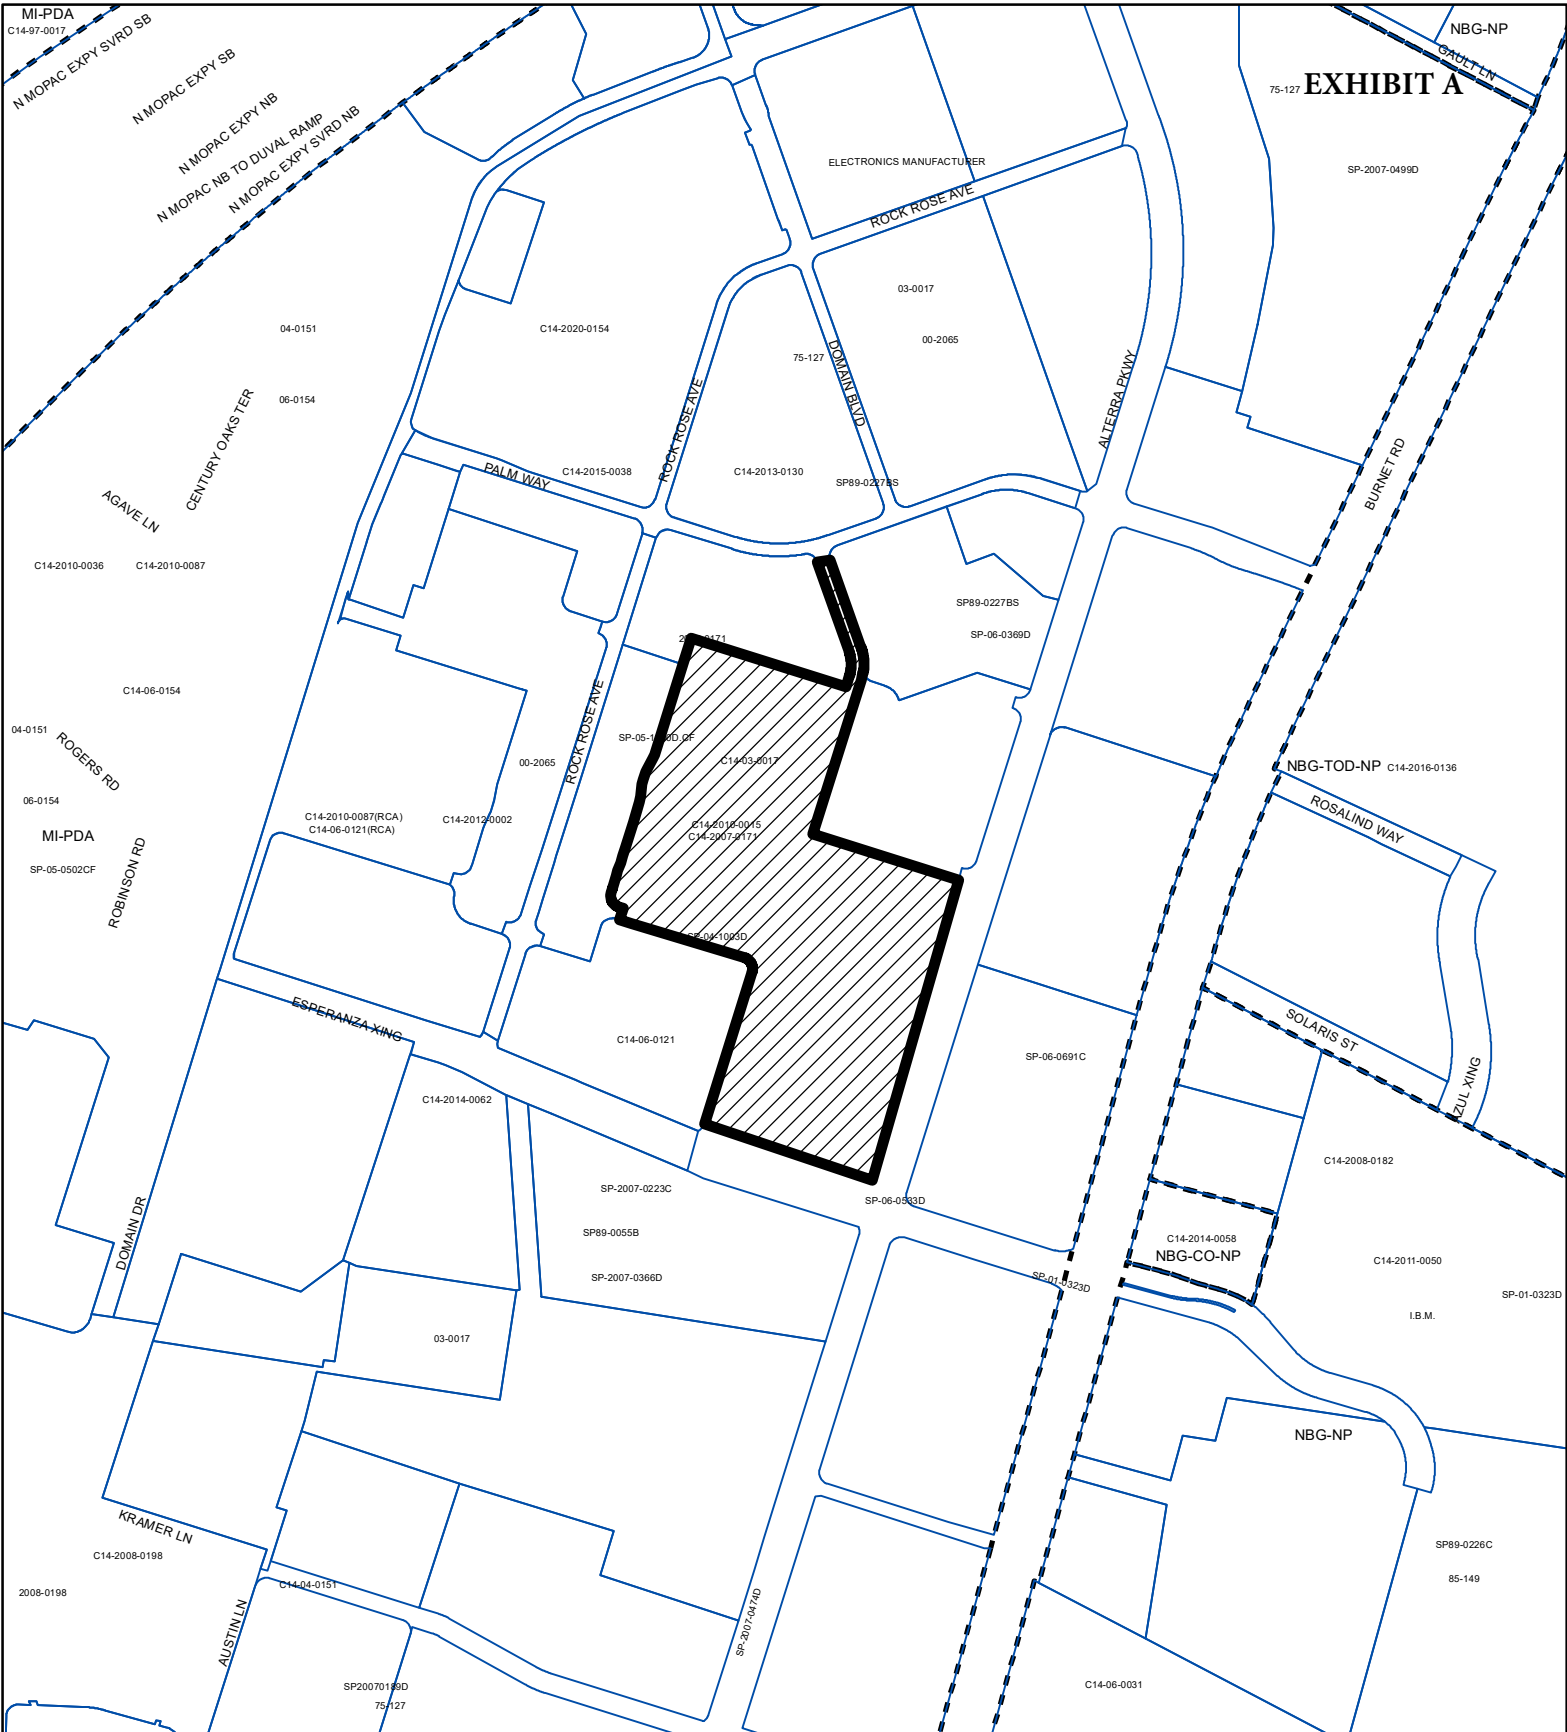 MI-PDA
C14-97-0017
N MOPAC EXPY SVRD SB
N MOPAC EXPY SB
N MOPAC EXPY NB
N MOPAC NB TO DUVAL RAMP
N MOPAC EXPY SVRD NB
NBG-NP
GAULT LN
75-127
EXHIBIT A
SP-2007-0499D
ELECTRONICS MANUFACTURER
ROCK ROSE AVE
03-0017
00-2065
04-0151
C14-2020-0154
75-127
DOMAIN BLVD
ALTERRA PKWY
06-0154
CENTURY OAKS TER
ROCK ROSE AVE
PALM WAY
C14-2015-0038
C14-2013-0130
SP89-0227BS
BURNET RD
AGAVE LN
C14-2010-0036
C14-2010-0087
SP89-0227BS
SP-06-0369D
C14-06-0154
04-0151
ROGERS RD
06-0154
MI-PDA
SP-05-0502CF
ROBINSON RD
00-2065
ROCK ROSE AVE
C14-03-0017
C14-2010-0087(RCA)
C14-06-0121(RCA)
C14-2012-0002
C14-2010-0015
C14-2007-0171
SP-04-1003D
NBG-TOD-NP
C14-2016-0136
ROSALIND WAY
ESPERANZA XING
C14-06-0121
SP-06-0691C
SOLARIS ST
AZUL XING
C14-2014-0062
C14-2008-0182
SP-2007-0223C
SP-06-0533D
SP89-0055B
SP-2007-0366D
DOMAIN DR
C14-2014-0058
NBG-CO-NP
C14-2011-0050
SP-01-0323D
SP-01-0323D
I.B.M.
03-0017
NBG-NP
KRAMER LN
C14-2008-0198
2008-0198
C14-04-0151
AUSTIN LN
SP-2007-0474D
SP89-0226C
85-149
SP20070189D
75-127
C14-06-0031